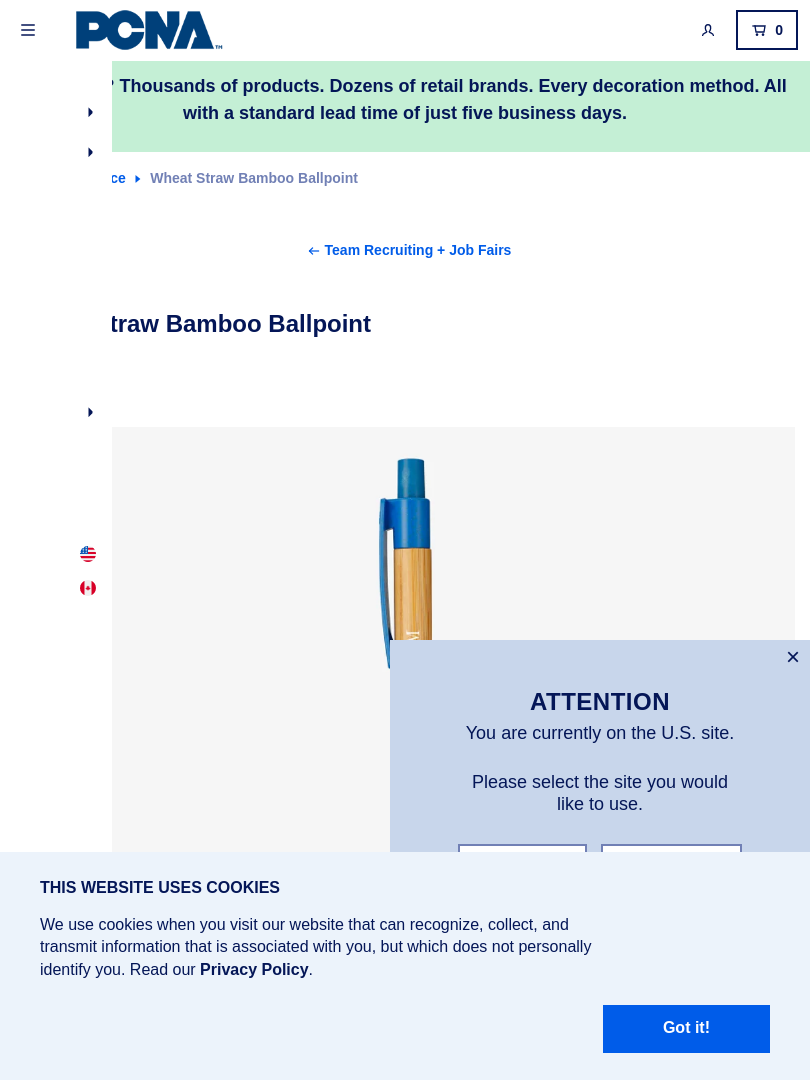 PCNA™
0
? Thousands of products. Dozens of retail brands. Every decoration method. All
with a standard lead time of just five business days.
Wheat Straw Bamboo Ballpoint
Team Recruiting + Job Fairs
traw Bamboo Ballpoint
ATTENTION
You are currently on the U.S. site.
Please select the site you would
like to use.
THIS WEBSITE USES COOKIES
We use cookies when you visit our website that can recognize, collect, and
transmit information that is associated with you, but which does not personally
identify you. Read our Privacy Policy.
Got it!